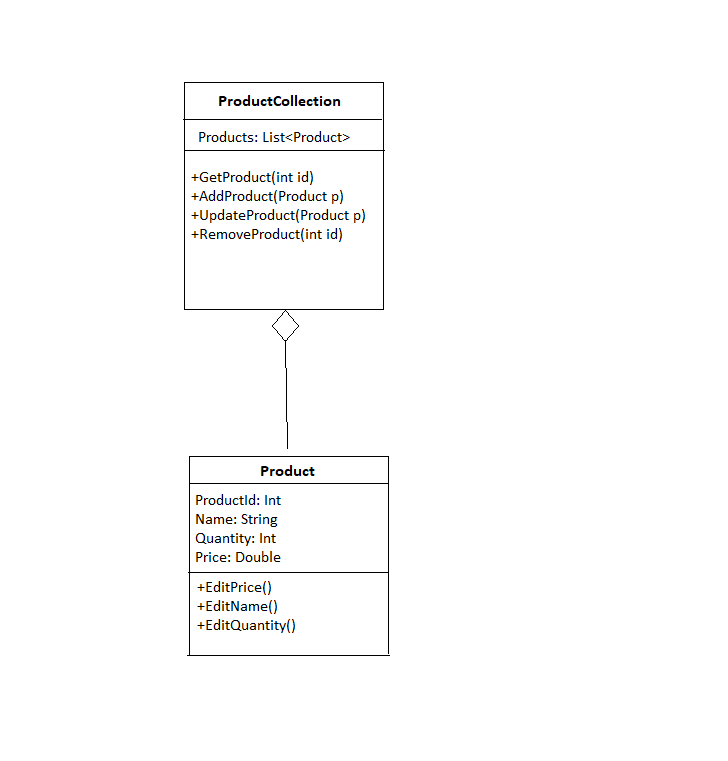 ProductCollection
Products: List<Product>
+GetProduct(int id)
+AddProduct(Product p)
+UpdateProduct(Product p)
+RemoveProduct(int id)
Product
ProductId: Int
Name: String
Quantity: Int
Price: Double
+EditPrice()
+EditName()
+EditQuantity()